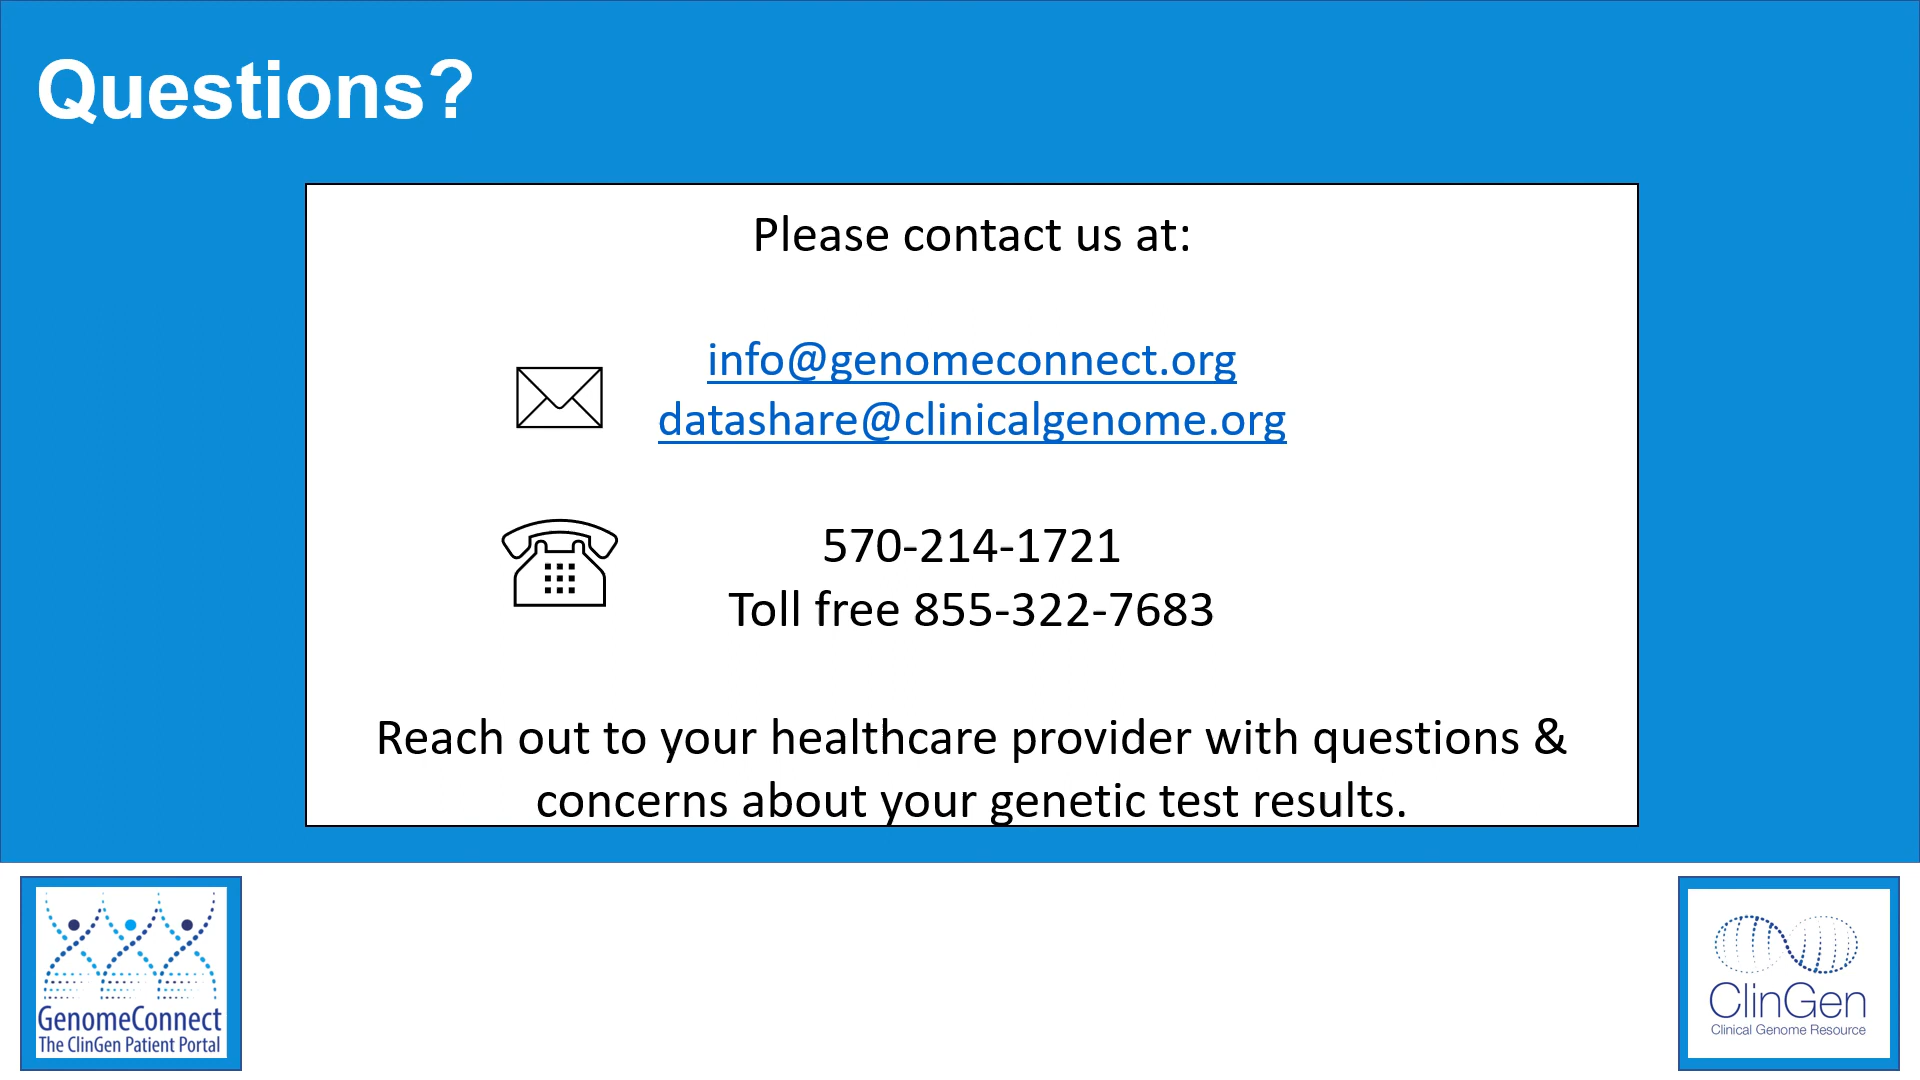 Questions?
Please contact us at:
info@genomeconnect.org
datashare@clinicalgenome.org
570-214-1721
Toll free 855-322-7683
Reach out to your healthcare provider with questions &
concerns about your genetic test results.
GenomeConnect
The ClinGen Patient Portal
ClinGen
Clinical Genome Resource